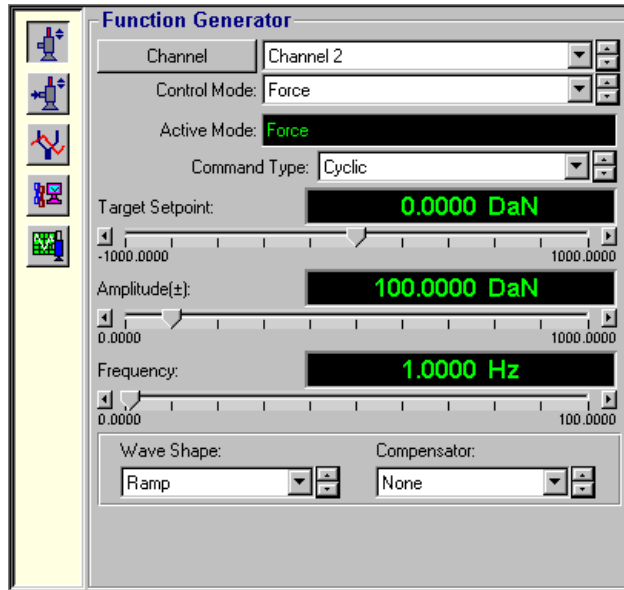 Function Generator
Channel Channel 2
Control Mode: Force
Active Mode: Force
Command Type: Cyclic
Target Setpoint: 0.0000 DaN
-1000.0000 1000.0000
Amplitude(±): 100.0000 DaN
0.0000 1000.0000
Frequency: 1.0000 Hz
0.0000 100.0000
Wave Shape: Compensator:
Ramp None